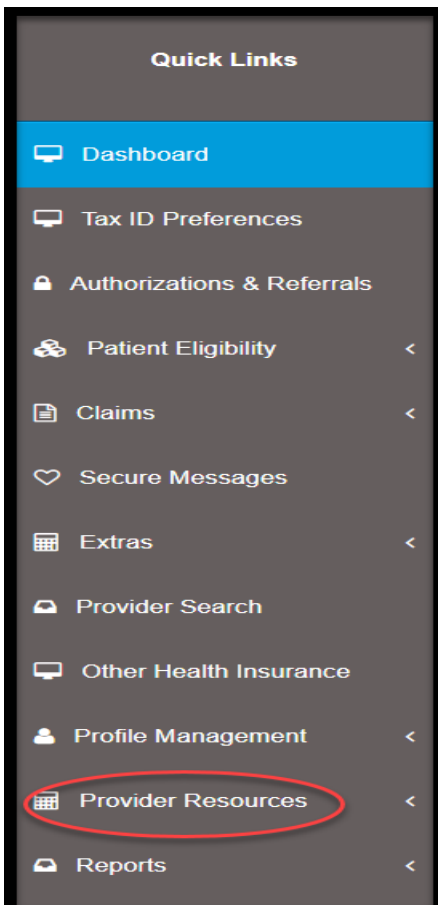 Quick Links
Dashboard
Tax ID Preferences
Authorizations & Referrals
Patient Eligibility <
Claims <
Secure Messages
Extras <
Provider Search
Other Health Insurance
Profile Management <
Provider Resources <
Reports <